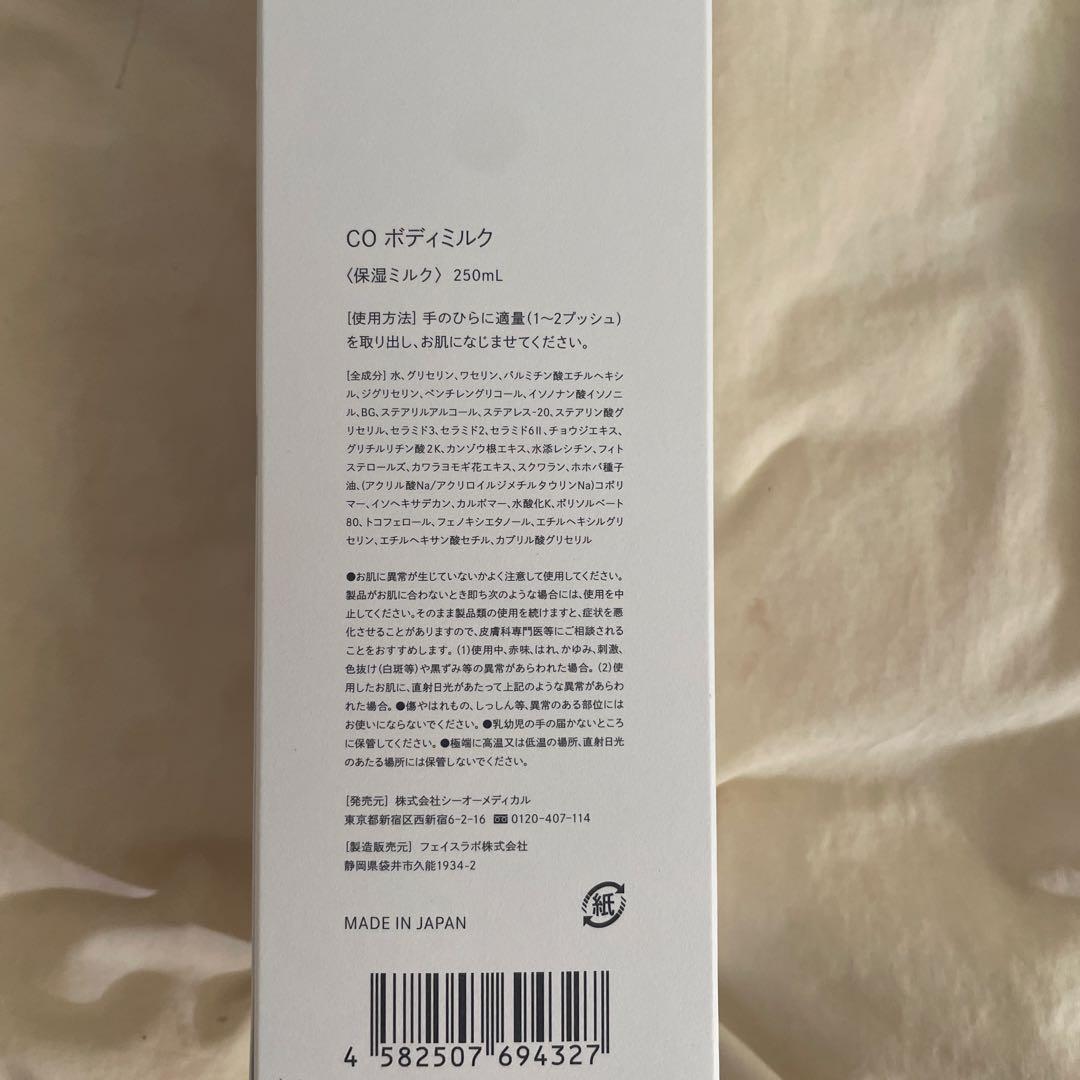 CO ボディミルク
〈保湿ミルク〉 250mL
[使用方法] 手のひらに適量(1～2プッシュ)
を取り出し、お肌になじませてください。
[全成分] 水、グリセリン、ワセリン、パルミチン酸エチルヘキシ
ル、ジグリセリン、ペンチレングリコール、イソノナン酸イソノニ
ル、BG、ステアリルアルコール、ステアレス-20、ステアリン酸グ
リセリル、セラミド3、セラミド2、セラミド6Ⅱ、チョウジエキス、
グリチルリチン酸2K、カンゾウ根エキス、水添レシチン、フィト
ステロールズ、カワラヨモギ花エキス、スクワラン、ホホバ種子
油、(アクリル酸Na/アクリロイルジメチルタウリンNa)コポリ
マー、イソヘキサデカン、カルボマー、水酸化K、ポリソルベート
80、トコフェロール、フェノキシエタノール、エチルヘキシルグリ
セリン、エチルヘキサン酸セチル、カプリル酸グリセリル
●お肌に異常が生じていないかよく注意して使用してください。
製品がお肌に合わないとき即ち次のような場合には、使用を中
止してください。そのまま製品類の使用を続けますと、症状を悪
化させることがありますので、皮膚科専門医等にご相談される
ことをおすすめします。(1)使用中、赤味、はれ、かゆみ、刺激、
色抜け(白斑等)や黒ずみ等の異常があらわれた場合。(2)使
用したお肌に、直射日光があたって上記のような異常があらわ
れた場合。●傷やはれもの、しっしん等、異常のある部位には
お使いにならないでください。●乳幼児の手の届かないところ
に保管してください。●極端に高温又は低温の場所、直射日光
のあたる場所には保管しないでください。
[発売元] 株式会社シーオーメディカル
東京都新宿区西新宿6-2-16 0120-407-114
[製造販売元] フェイスラボ株式会社
静岡県袋井市久能1934-2
紙
MADE IN JAPAN
4 582507 694327